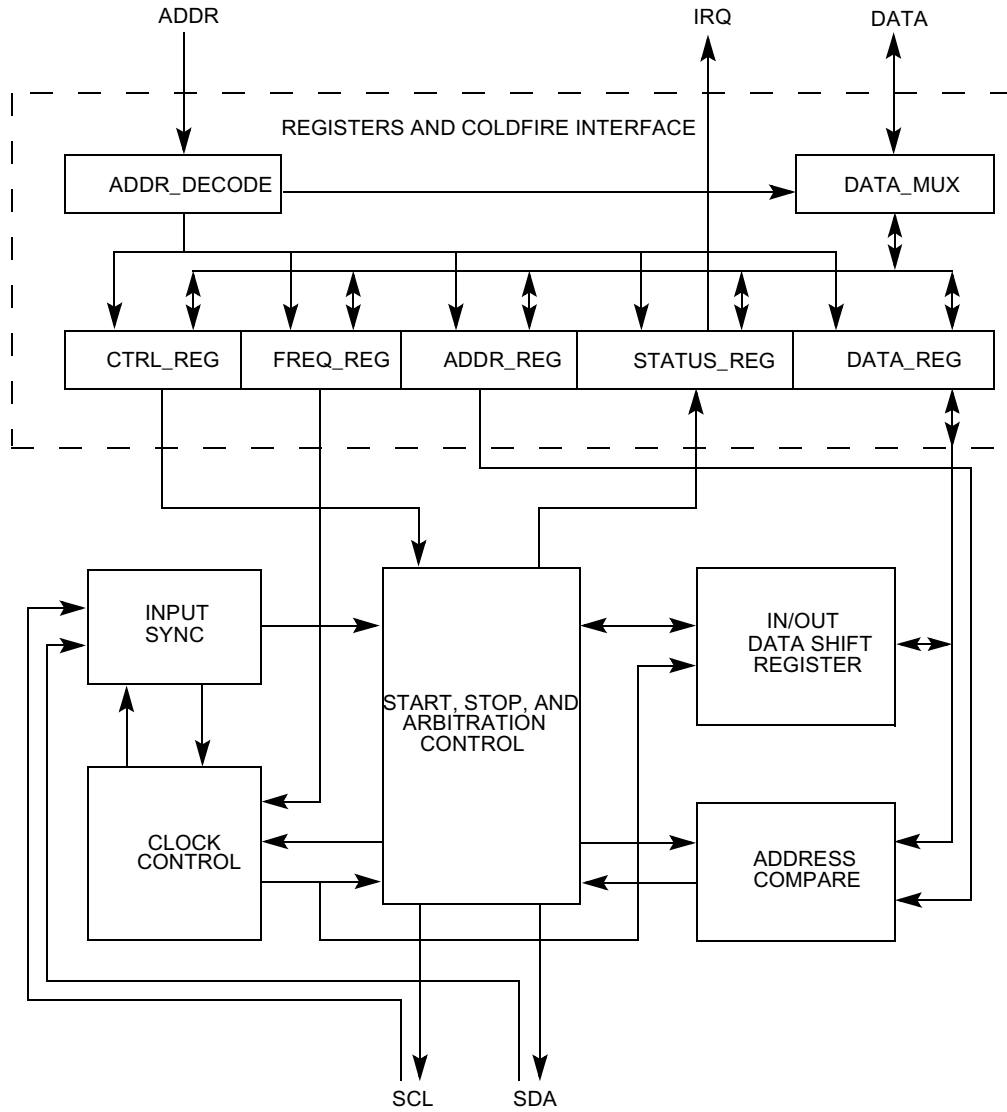 ADDR
IRQ
DATA
REGISTERS AND COLDFIRE INTERFACE
ADDR_DECODE
DATA_MUX
CTRL_REG
FREQ_REG
ADDR_REG
STATUS_REG
DATA_REG
INPUT
SYNC
IN/OUT
DATA SHIFT
REGISTER
START, STOP, AND
ARBITRATION
CONTROL
CLOCK
CONTROL
ADDRESS
COMPARE
SCL
SDA